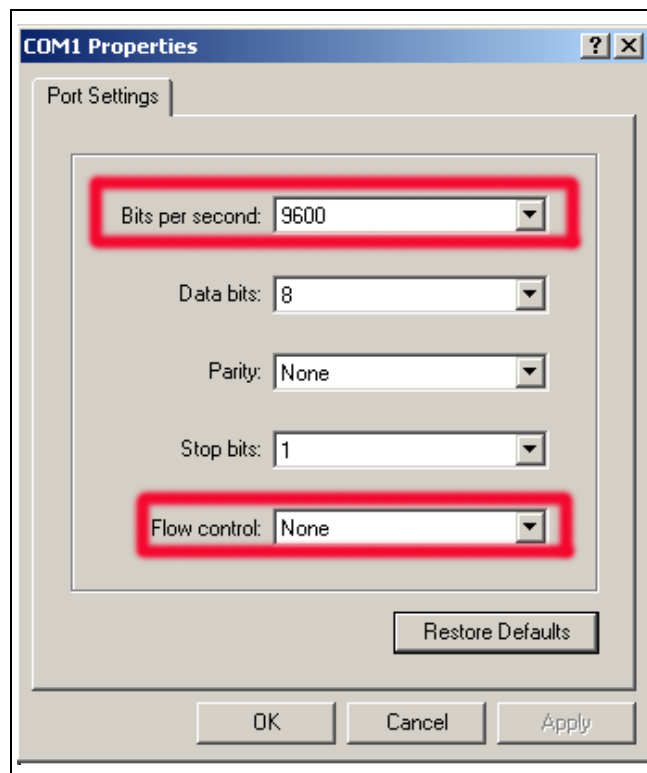 COM1 Properties
Port Settings
Bits per second: 9600
Data bits: 8
Parity: None
Stop bits: 1
Flow control: None
Restore Defaults
OK Cancel Apply